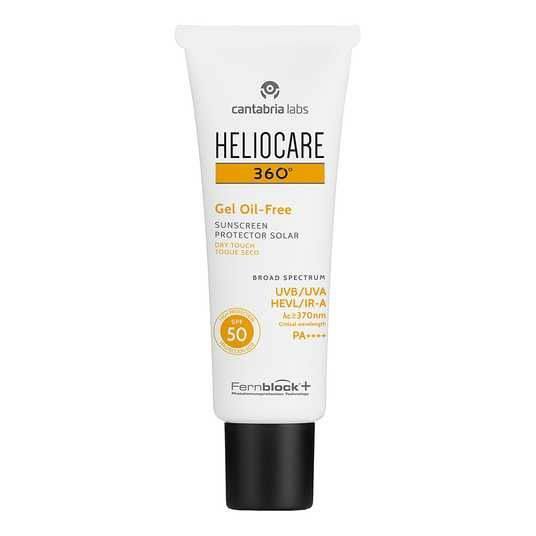 cantabria labs
HELIOCARE
360°
Gel Oil-Free
SUNSCREEN
PROTECTOR SOLAR
DRY TOUCH
TOQUE SECO
BROAD SPECTRUM
UVB/UVA
HEVL/IR-A
λc≥370nm
Critical wavelength
PA++++
SPF
50
Fernblock®+